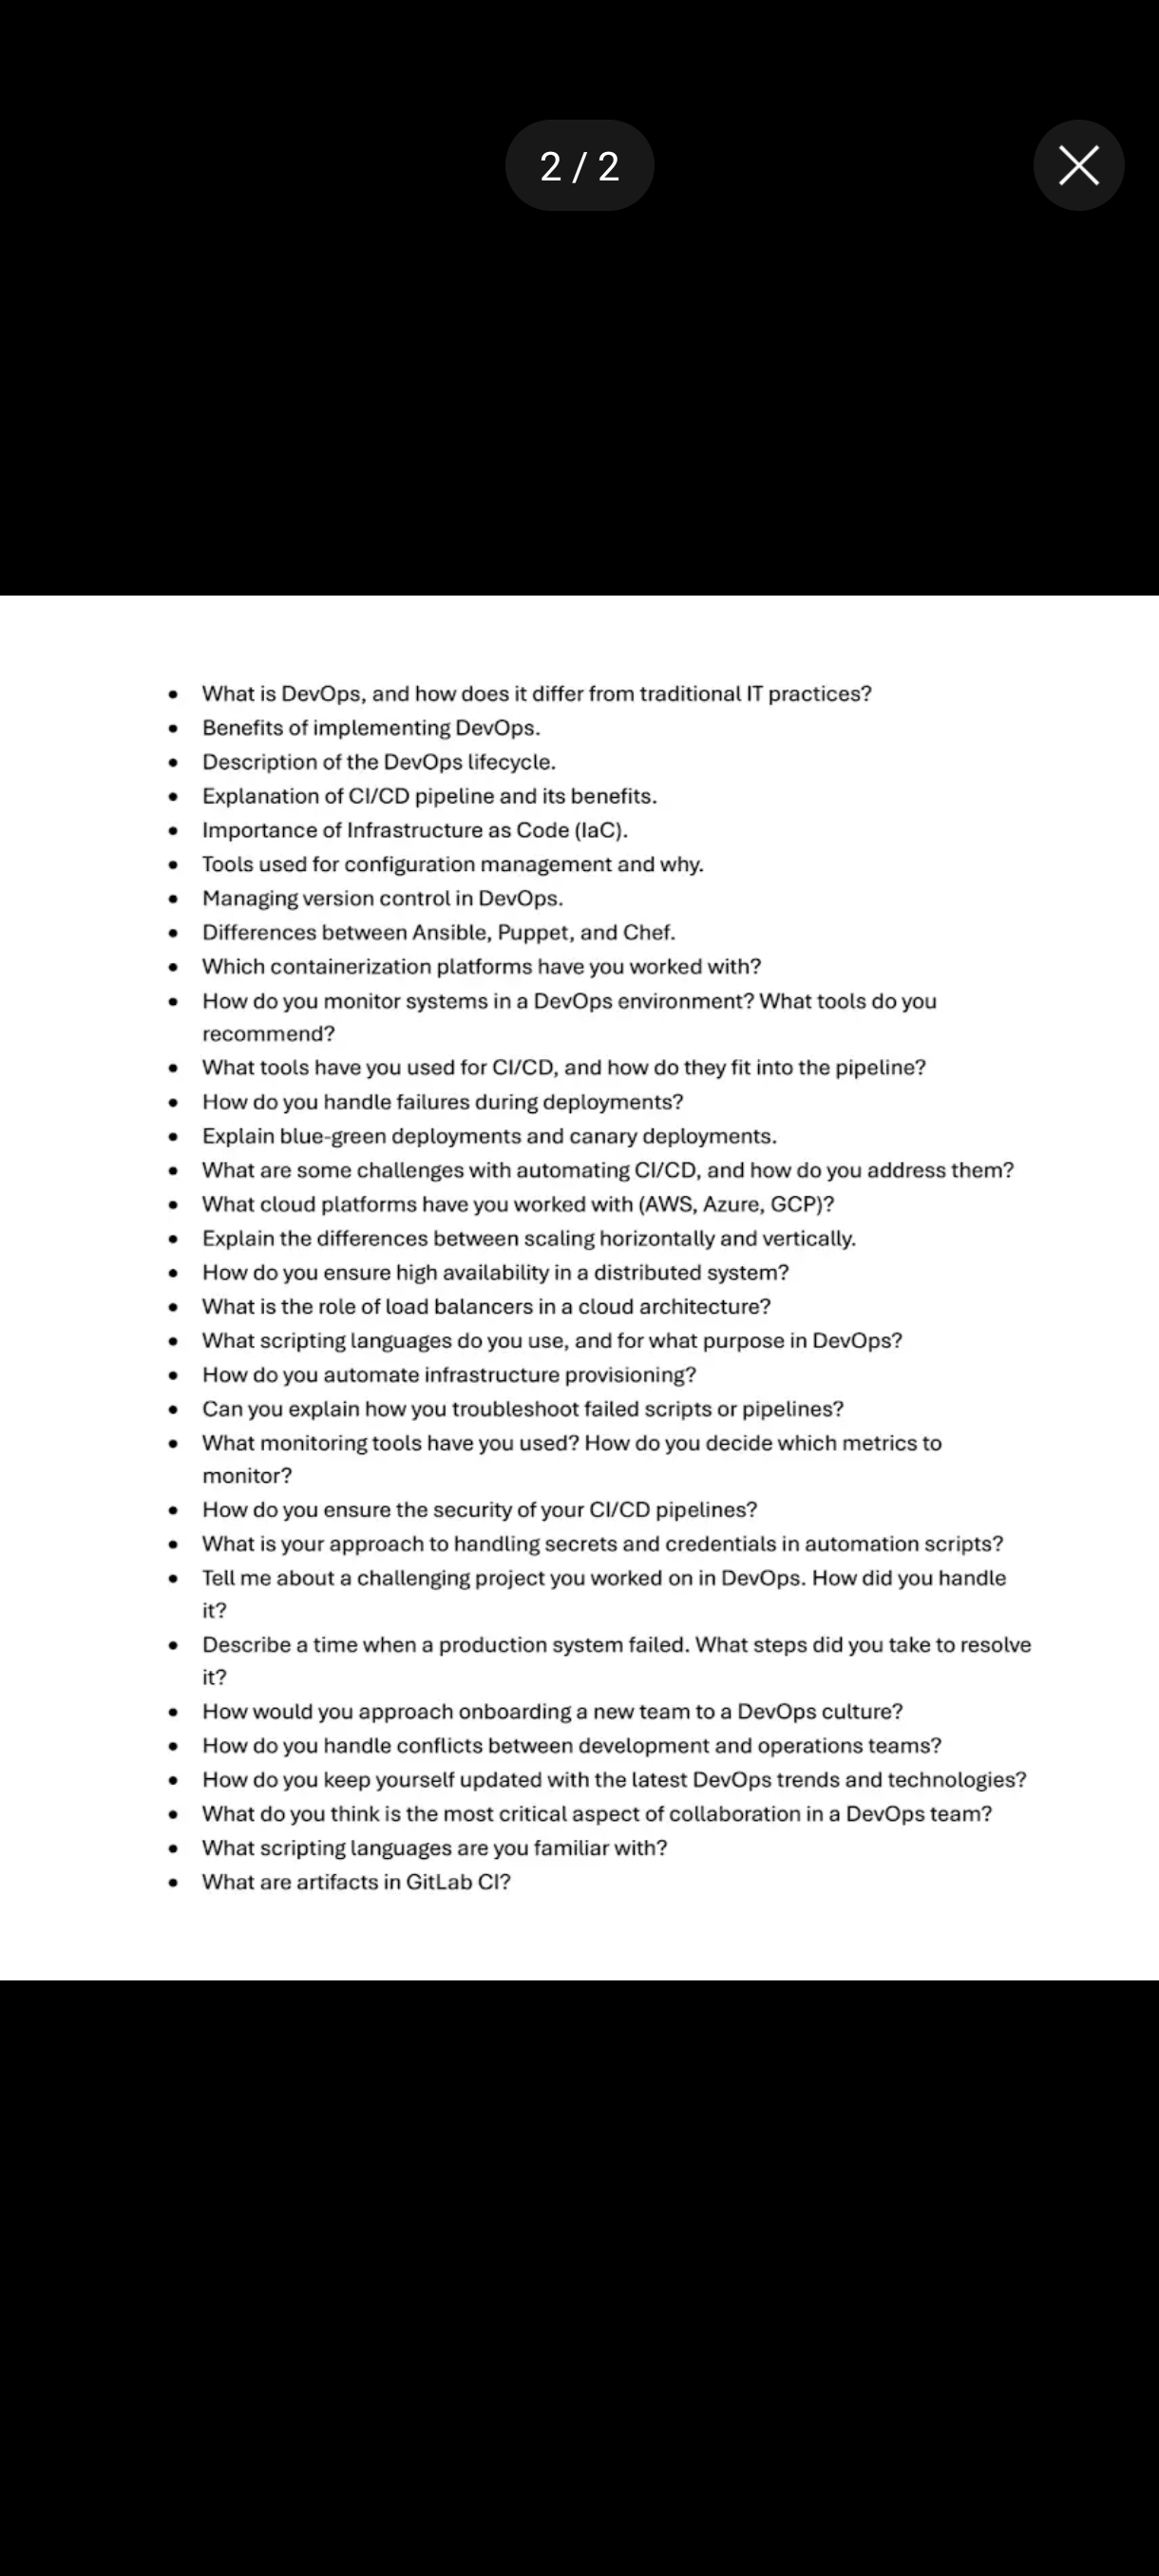 2 / 2
• What is DevOps, and how does it differ from traditional IT practices?
• Benefits of implementing DevOps.
• Description of the DevOps lifecycle.
• Explanation of CI/CD pipeline and its benefits.
• Importance of Infrastructure as Code (IaC).
• Tools used for configuration management and why.
• Managing version control in DevOps.
• Differences between Ansible, Puppet, and Chef.
• Which containerization platforms have you worked with?
• How do you monitor systems in a DevOps environment? What tools do you
recommend?
• What tools have you used for CI/CD, and how do they fit into the pipeline?
• How do you handle failures during deployments?
• Explain blue-green deployments and canary deployments.
• What are some challenges with automating CI/CD, and how do you address them?
• What cloud platforms have you worked with (AWS, Azure, GCP)?
• Explain the differences between scaling horizontally and vertically.
• How do you ensure high availability in a distributed system?
• What is the role of load balancers in a cloud architecture?
• What scripting languages do you use, and for what purpose in DevOps?
• How do you automate infrastructure provisioning?
• Can you explain how you troubleshoot failed scripts or pipelines?
• What monitoring tools have you used? How do you decide which metrics to
monitor?
• How do you ensure the security of your CI/CD pipelines?
• What is your approach to handling secrets and credentials in automation scripts?
• Tell me about a challenging project you worked on in DevOps. How did you handle
it?
• Describe a time when a production system failed. What steps did you take to resolve
it?
• How would you approach onboarding a new team to a DevOps culture?
• How do you handle conflicts between development and operations teams?
• How do you keep yourself updated with the latest DevOps trends and technologies?
• What do you think is the most critical aspect of collaboration in a DevOps team?
• What scripting languages are you familiar with?
• What are artifacts in GitLab CI?